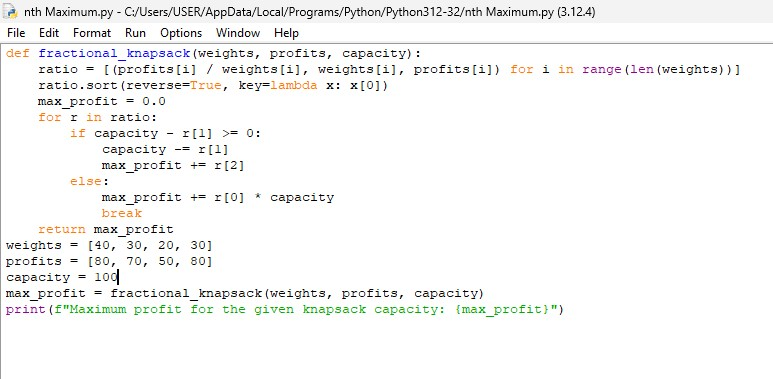 nth Maximum.py - C:/Users/USER/AppData/Local/Programs/Python/Python312-32/nth Maximum.py (3.12.4)
File Edit Format Run Options Window Help
def fractional_knapsack(weights, profits, capacity):
    ratio = [(profits[i] / weights[i], weights[i], profits[i]) for i in range(len(weights))]
    ratio.sort(reverse=True, key=lambda x: x[0])
    max_profit = 0.0
    for r in ratio:
        if capacity - r[1] >= 0:
            capacity -= r[1]
            max_profit += r[2]
        else:
            max_profit += r[0] * capacity
            break
    return max_profit
weights = [40, 30, 20, 30]
profits = [80, 70, 50, 80]
capacity = 100
max_profit = fractional_knapsack(weights, profits, capacity)
print(f"Maximum profit for the given knapsack capacity: {max_profit}")